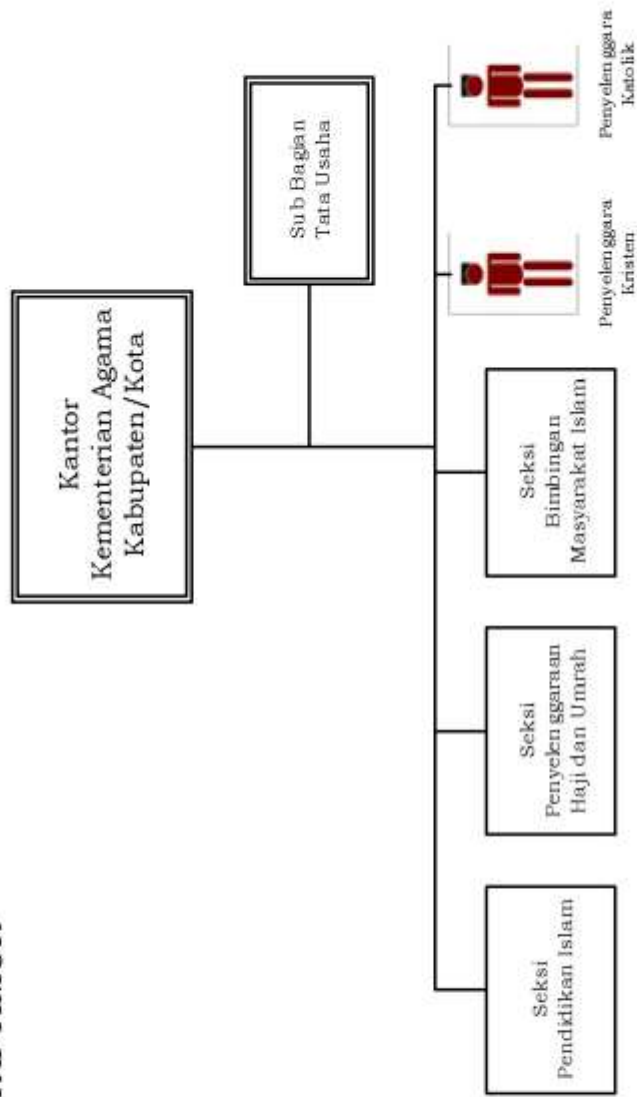 Kantor
Kementerian Agama
Kabupaten/Kota
Sub Bagian
Tata Usaha
Seksi
Pendidikan Islam
Seksi
Penyelenggaraan
Haji dan Umrah
Seksi
Bimbingan
Masyarakat Islam
Penyelenggara
Kristen
Penyelenggara
Katolik